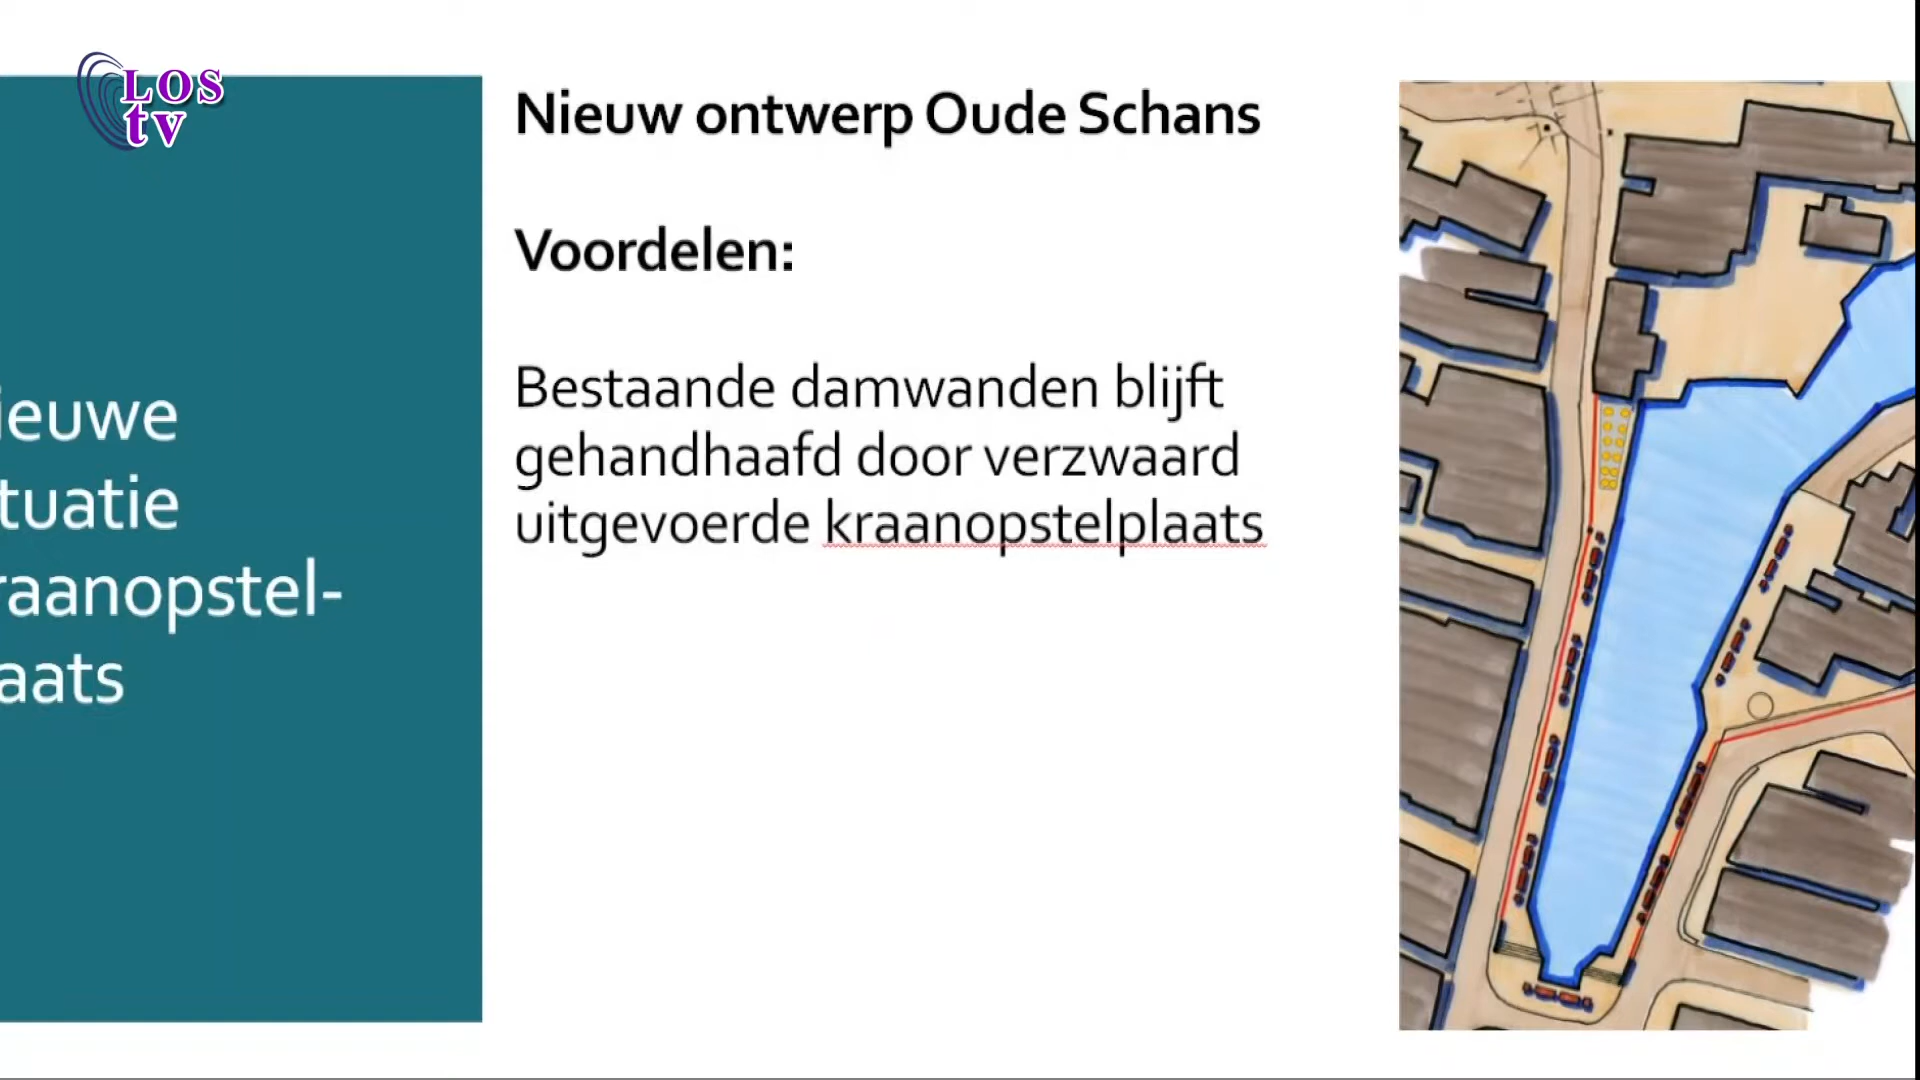 LOS
tv
ieuwe
tuatie
raanopstel-
aats
Nieuw ontwerp Oude Schans
Voordelen:
Bestaande damwanden blijft
gehandhaafd door verzwaard
uitgevoerde kraanopstelplaats